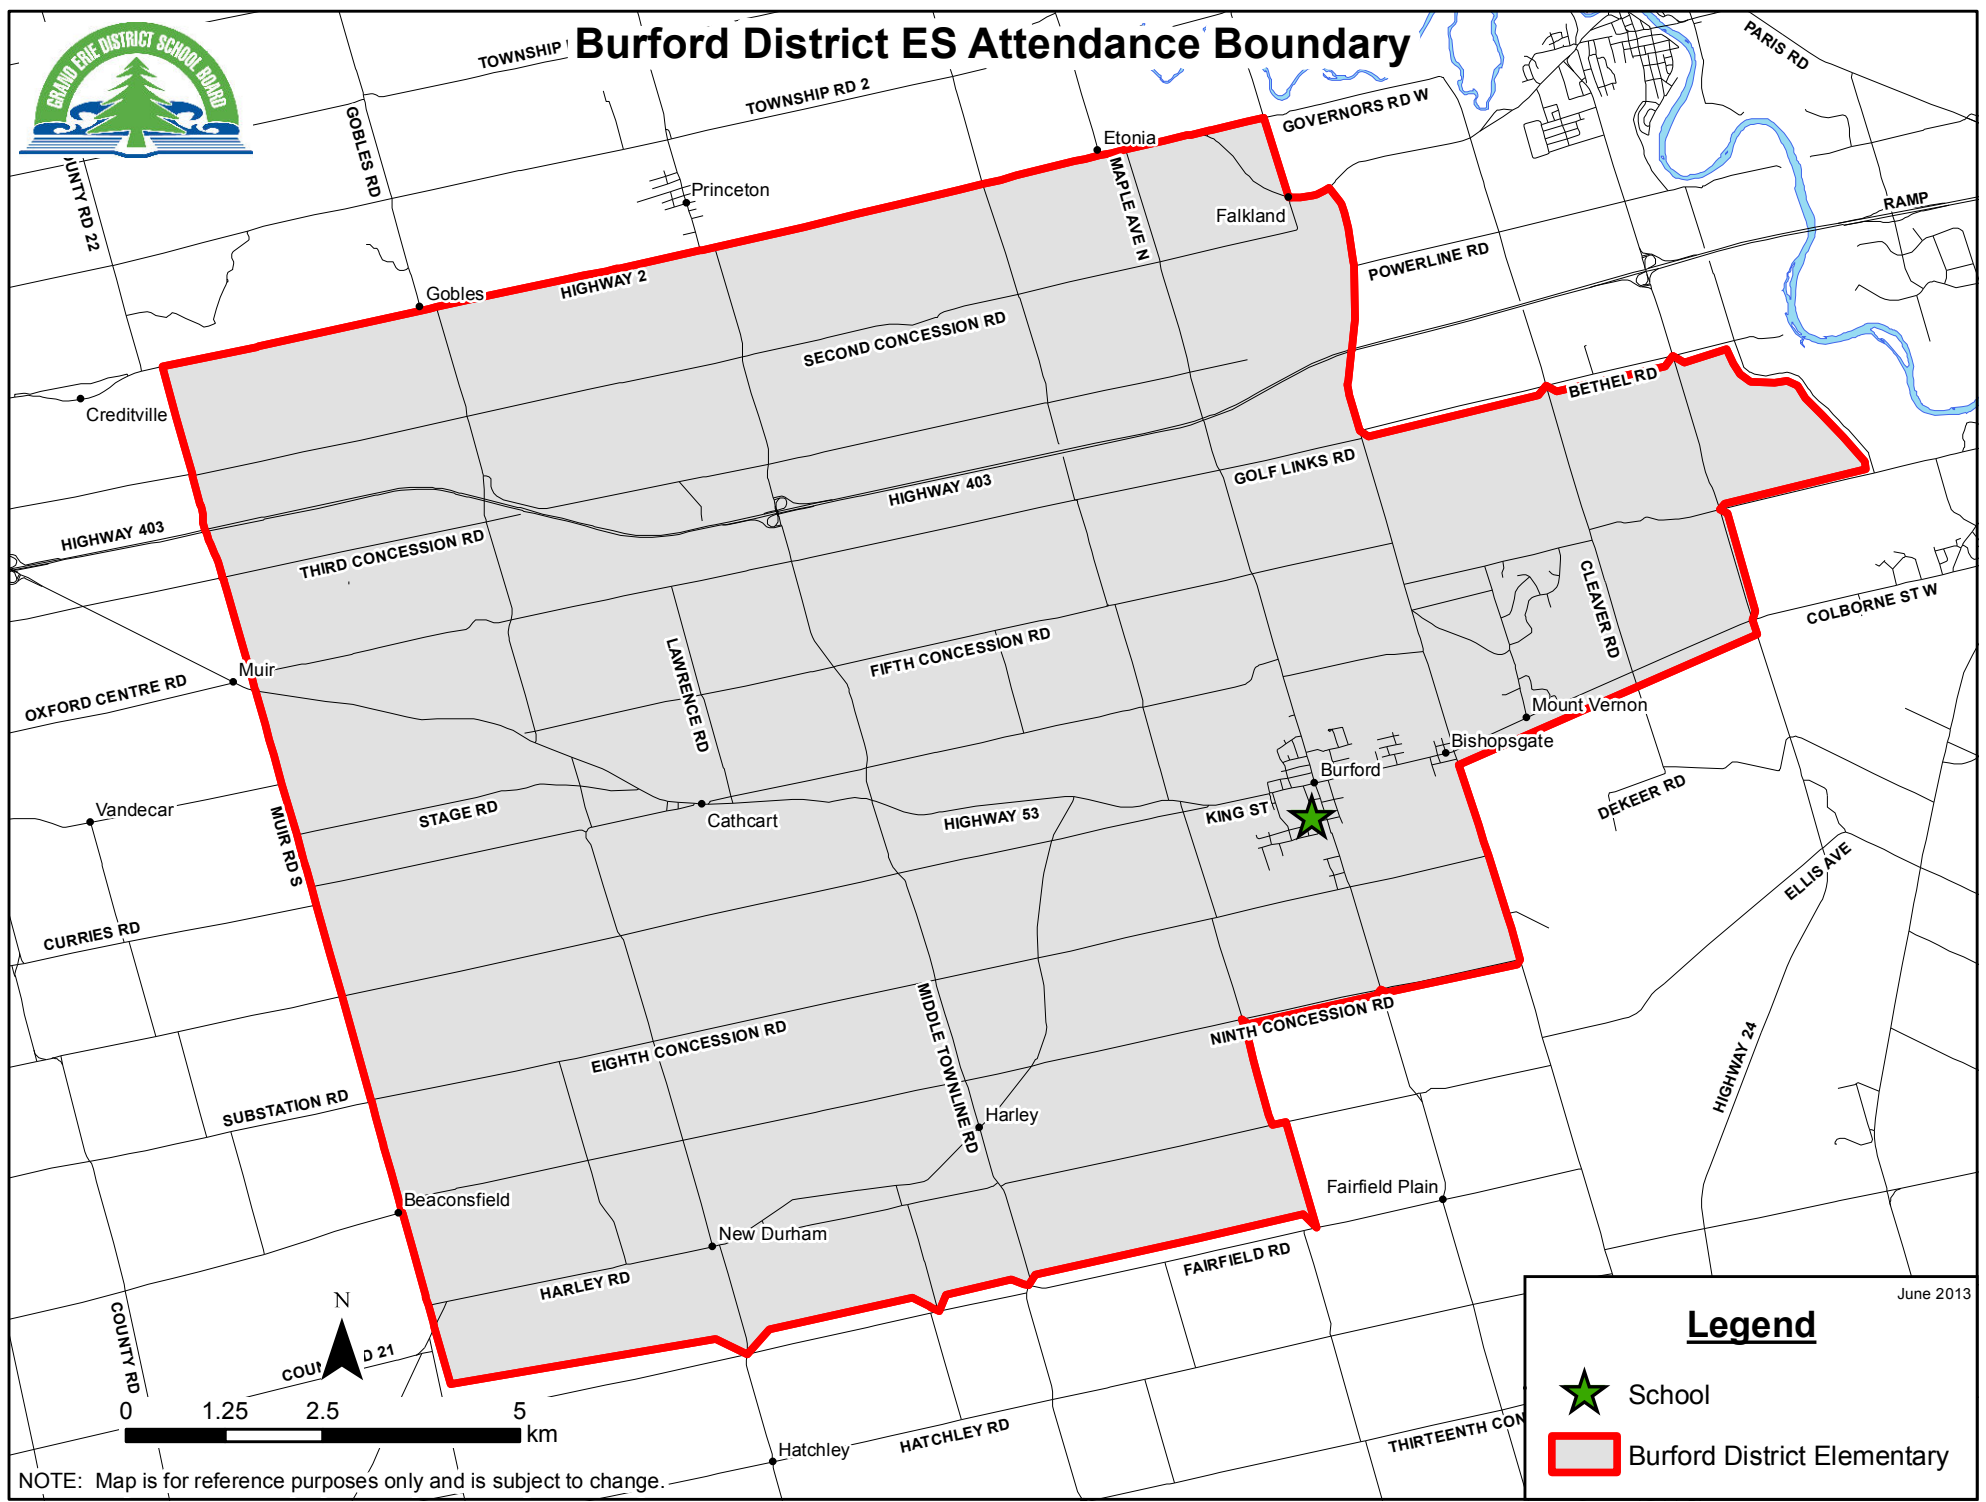 Burford District ES Attendance Boundary
GRAND ERIE DISTRICT SCHOOL BOARD
TOWNSHIP
TOWNSHIP RD 2
GOVERNORS RD W
PARIS RD
GOBLES RD
OUNTY RD 22
Etonia
MAPLE AVE N
Princeton
Falkland
RAMP
POWERLINE RD
Gobles
HIGHWAY 2
SECOND CONCESSION RD
Creditville
BETHEL RD
GOLF LINKS RD
HIGHWAY 403
HIGHWAY 403
THIRD CONCESSION RD
CLEAVER RD
COLBORNE ST W
FIFTH CONCESSION RD
LAWRENCE RD
Muir
OXFORD CENTRE RD
Mount Vernon
Bishopsgate
Burford
DEKEER RD
Vandecar
MUIR RD S
STAGE RD
Cathcart
HIGHWAY 53
KING ST
ELLIS AVE
CURRIES RD
MIDDLE TOWNLINE RD
NINTH CONCESSION RD
EIGHTH CONCESSION RD
HIGHWAY 24
SUBSTATION RD
Harley
Beaconsfield
Fairfield Plain
New Durham
HARLEY RD
FAIRFIELD RD
COUNTY RD
N
COUN D 21
0 1.25 2.5 5
km
Hatchley
HATCHLEY RD
THIRTEENTH CON
NOTE: Map is for reference purposes only and is subject to change.
June 2013
Legend
School
Burford District Elementary